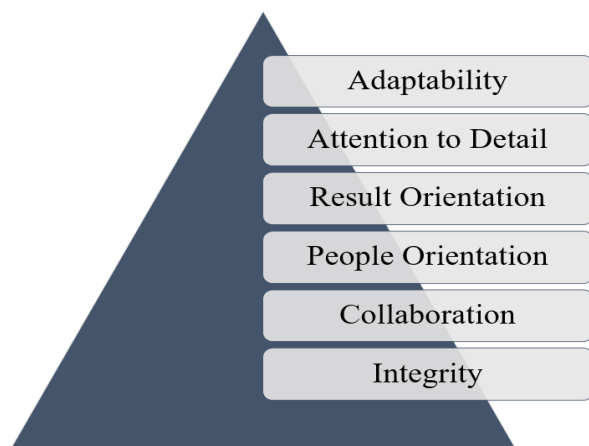 Adaptability
Attention to Detail
Result Orientation
People Orientation
Collaboration
Integrity